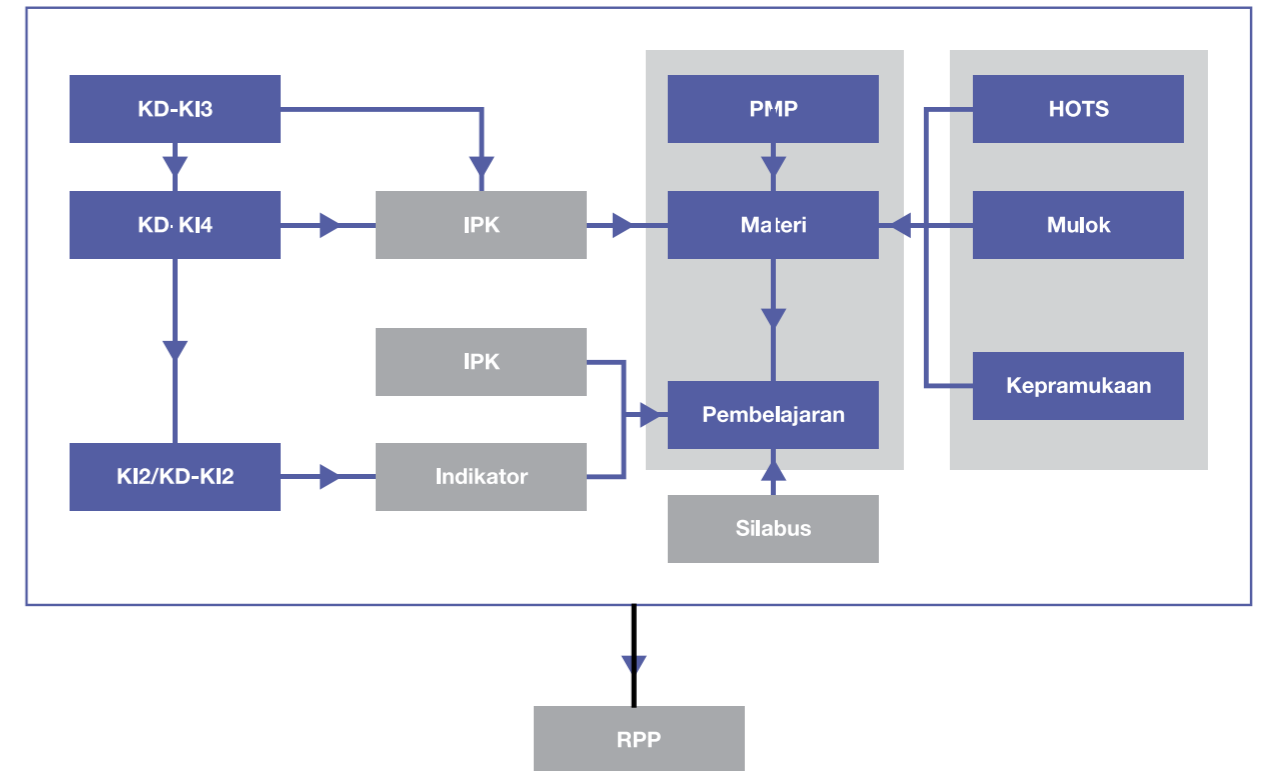 KD-KI3
PMP
HOTS
KD-KI4
IPK
Materi
Mulok
IPK
Kepramukaan
Pembelajaran
KI2/KD-KI2
Indikator
Silabus
RPP